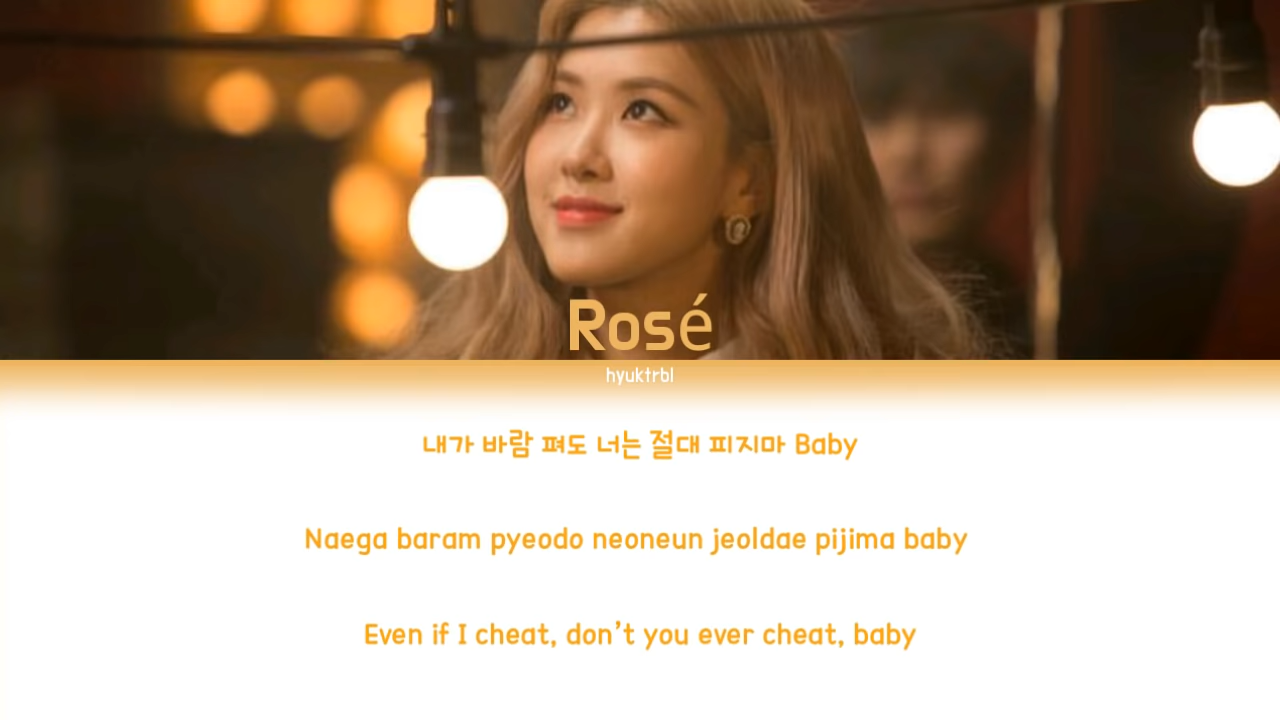 Rosé
hyuktrbl
내가 바람 펴도 너는 절대 피지마 Baby
Naega baram pyeodo neoneun jeoldae pijima baby
Even if I cheat, don't you ever cheat, baby